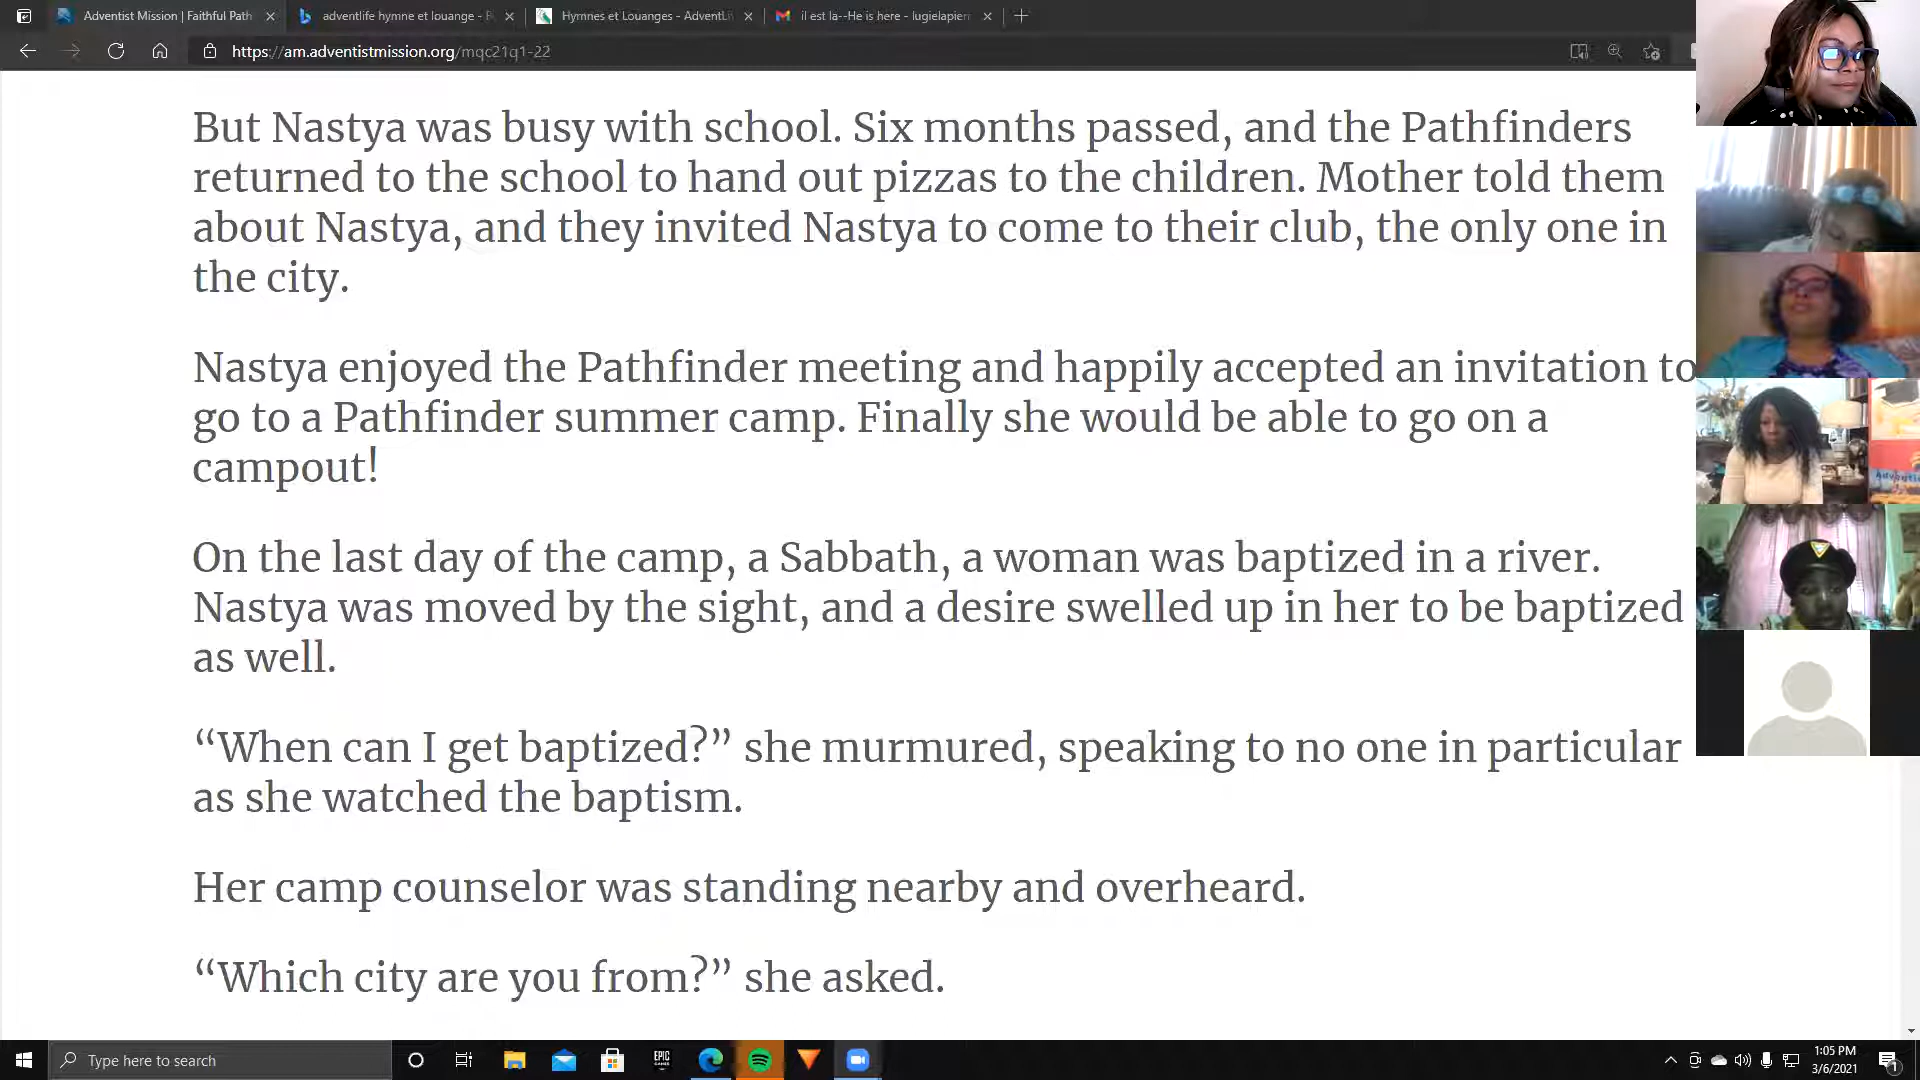 Adventist Mission | Faithful Path
adventlife hymne et louange -
Hymnes et Louanges - AdventLi
il est la--He is here - lugielapier
https://am.adventistmission.org/mqc21q1-22
But Nastya was busy with school. Six months passed, and the Pathfinders
returned to the school to hand out pizzas to the children. Mother told them
about Nastya, and they invited Nastya to come to their club, the only one in
the city.
Nastya enjoyed the Pathfinder meeting and happily accepted an invitation to
go to a Pathfinder summer camp. Finally she would be able to go on a
campout!
On the last day of the camp, a Sabbath, a woman was baptized in a river.
Nastya was moved by the sight, and a desire swelled up in her to be baptized
as well.
“When can I get baptized?” she murmured, speaking to no one in particular
as she watched the baptism.
Her camp counselor was standing nearby and overheard.
“Which city are you from?” she asked.
Type here to search
EPIC
GAMES
1:05 PM
3/6/2021
1